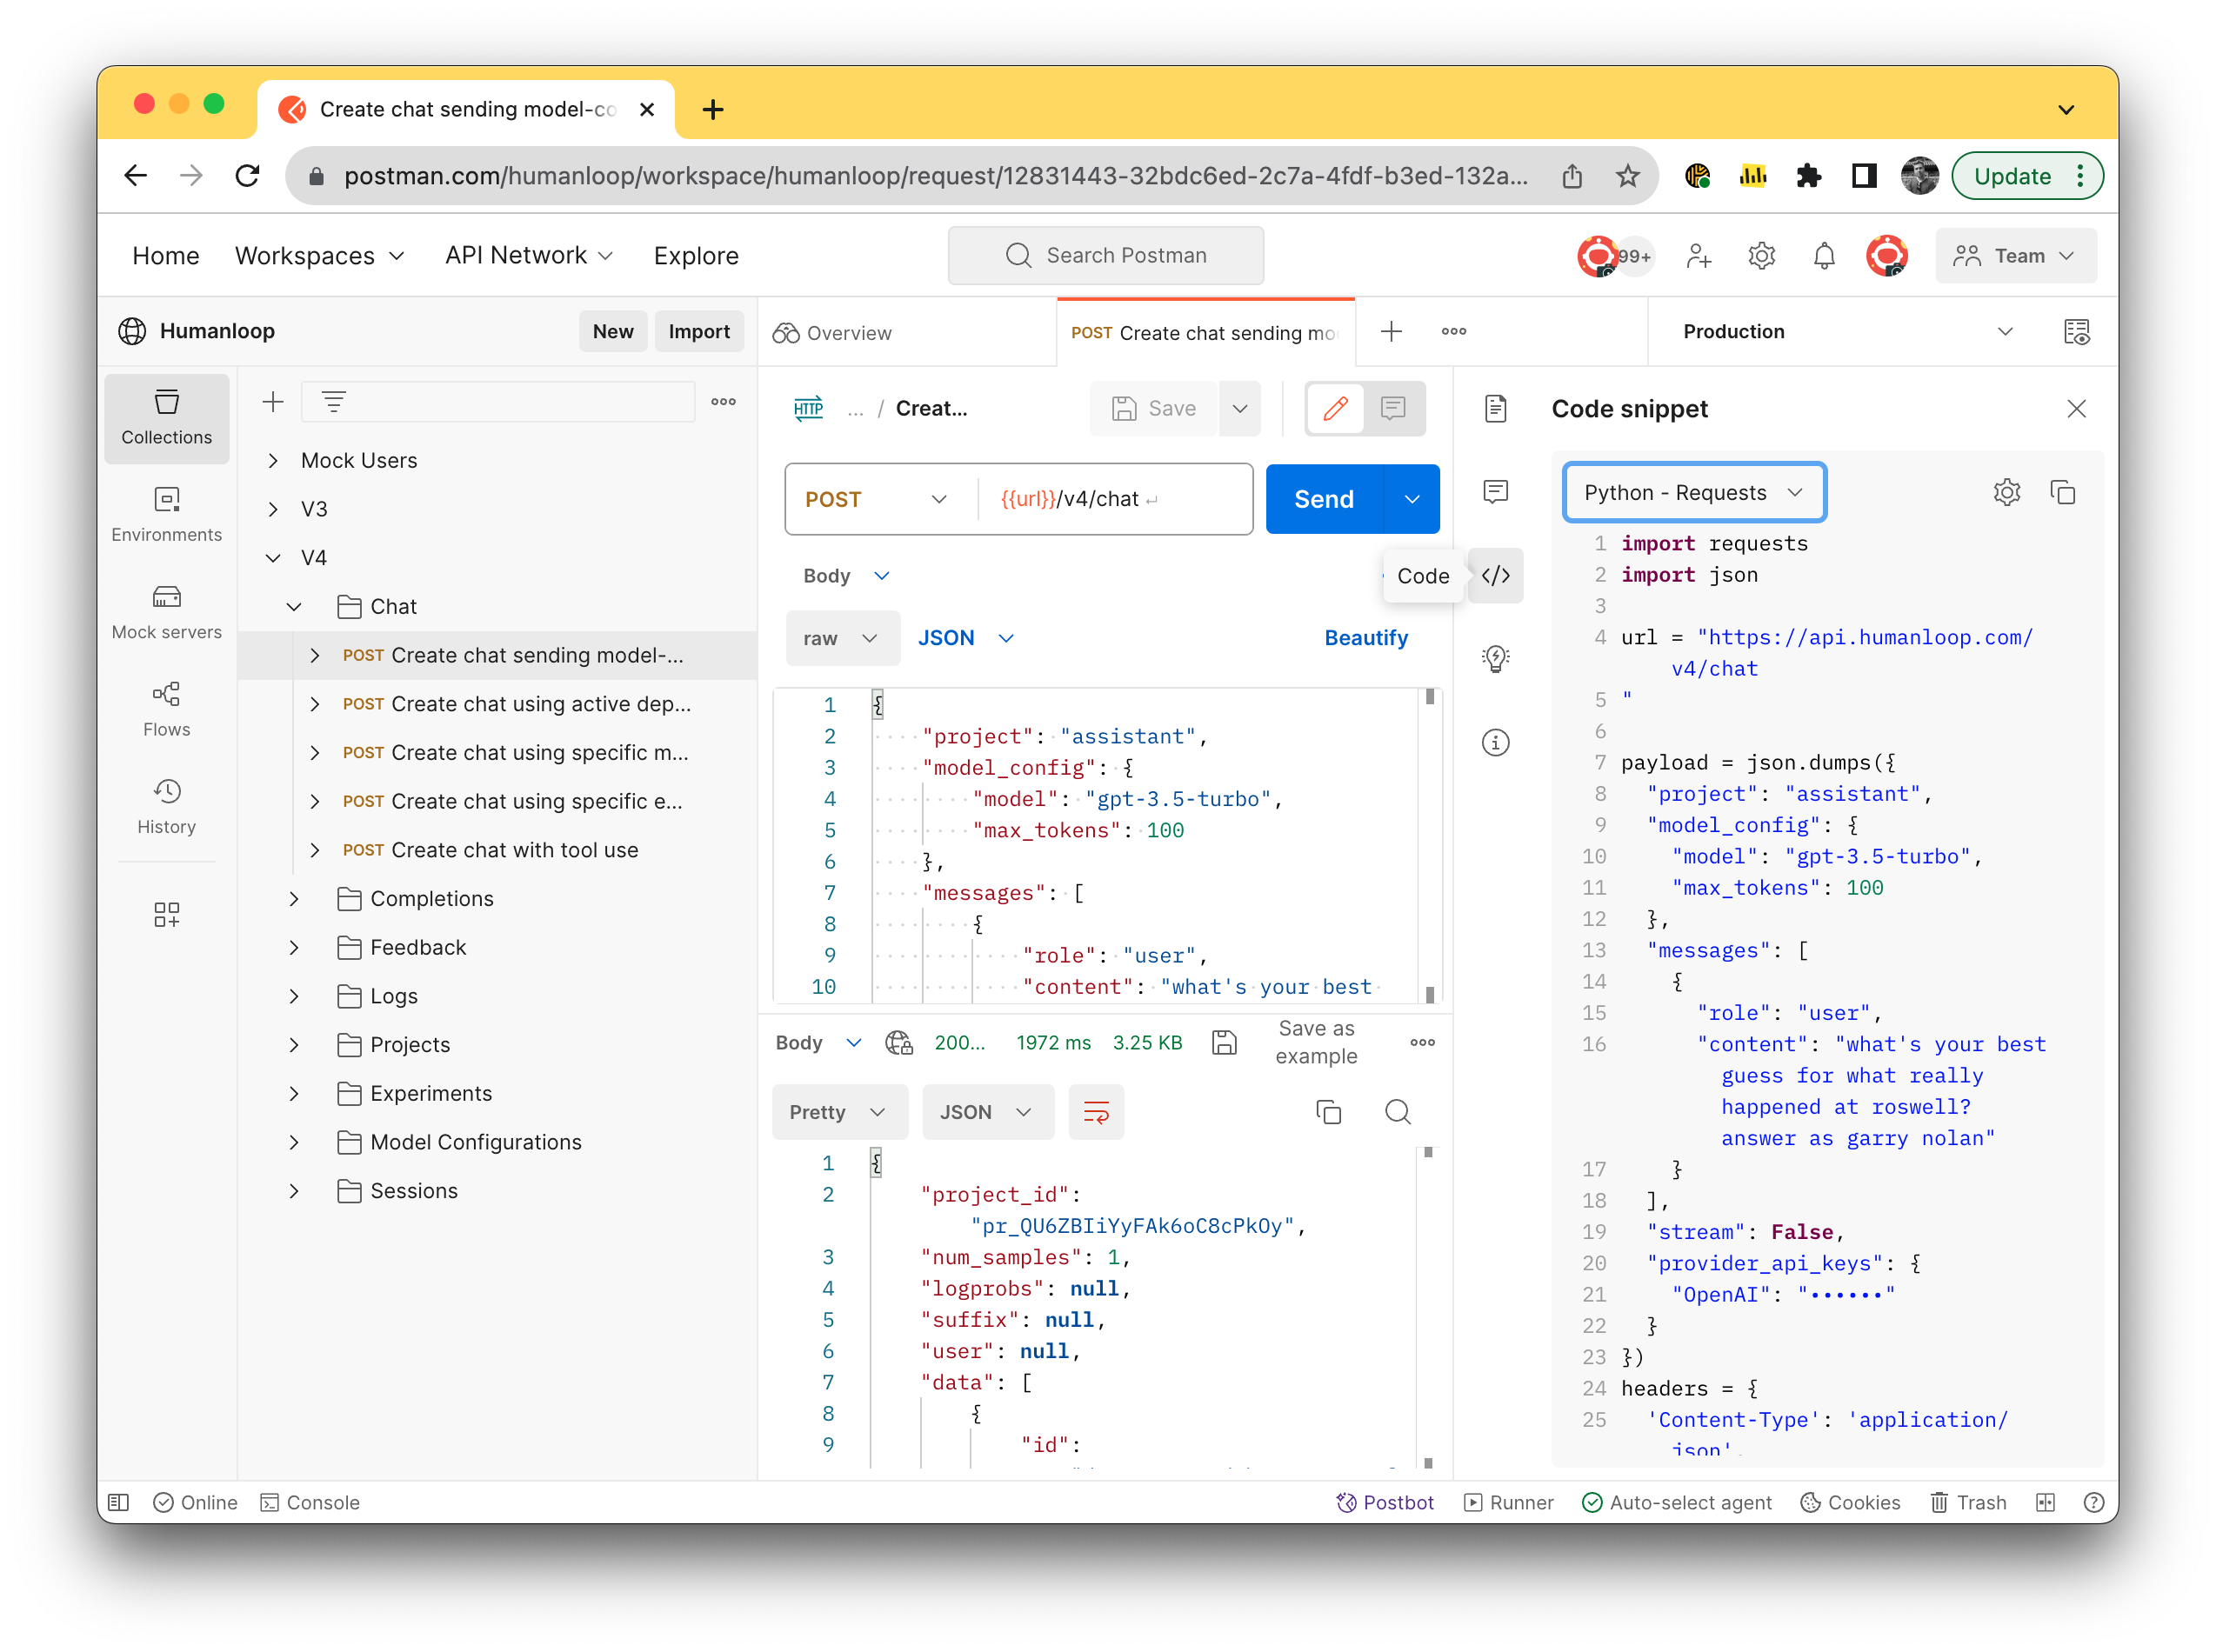 Create chat sending model-co
postman.com/humanloop/workspace/humanloop/request/12831443-32bdc6ed-2c7a-4fdf-b3ed-132a...
Update
Home
Workspaces
API Network
Explore
Search Postman
99+
Team
Humanloop
New
Import
Overview
POST Create chat sending mo
Production
Collections
Environments
Mock servers
Flows
History
Mock Users
V3
V4
Chat
POST Create chat sending model-...
POST Create chat using active dep...
POST Create chat using specific m...
POST Create chat using specific e...
POST Create chat with tool use
Completions
Feedback
Logs
Projects
Experiments
Model Configurations
Sessions
HTTP ... / Creat...
Save
POST
{{url}}/v4/chat
Send
Body
Code
raw
JSON
Beautify
1 {
2 "project": "assistant",
3 "model_config": {
4 "model": "gpt-3.5-turbo",
5 "max_tokens": 100
6 },
7 "messages": [
8 {
9 "role": "user",
10 "content": "what's your best
Body
200...
1972 ms
3.25 KB
Save as
example
Pretty
JSON
1 {
2 "project_id":
"pr_QU6ZBIiYyFAk6oC8cPkOy",
3 "num_samples": 1,
4 "logprobs": null,
5 "suffix": null,
6 "user": null,
7 "data": [
8 {
9 "id":
Code snippet
Python - Requests
1 import requests
2 import json
3
4 url = "https://api.humanloop.com/
v4/chat
5 "
6
7 payload = json.dumps({
8 "project": "assistant",
9 "model_config": {
10 "model": "gpt-3.5-turbo",
11 "max_tokens": 100
12 },
13 "messages": [
14 {
15 "role": "user",
16 "content": "what's your best
guess for what really
happened at roswell?
answer as garry nolan"
17 }
18 ],
19 "stream": False,
20 "provider_api_keys": {
21 "OpenAI": "••••••"
22 }
23 })
24 headers = {
25 'Content-Type': 'application/
json',
Online
Console
Postbot
Runner
Auto-select agent
Cookies
Trash